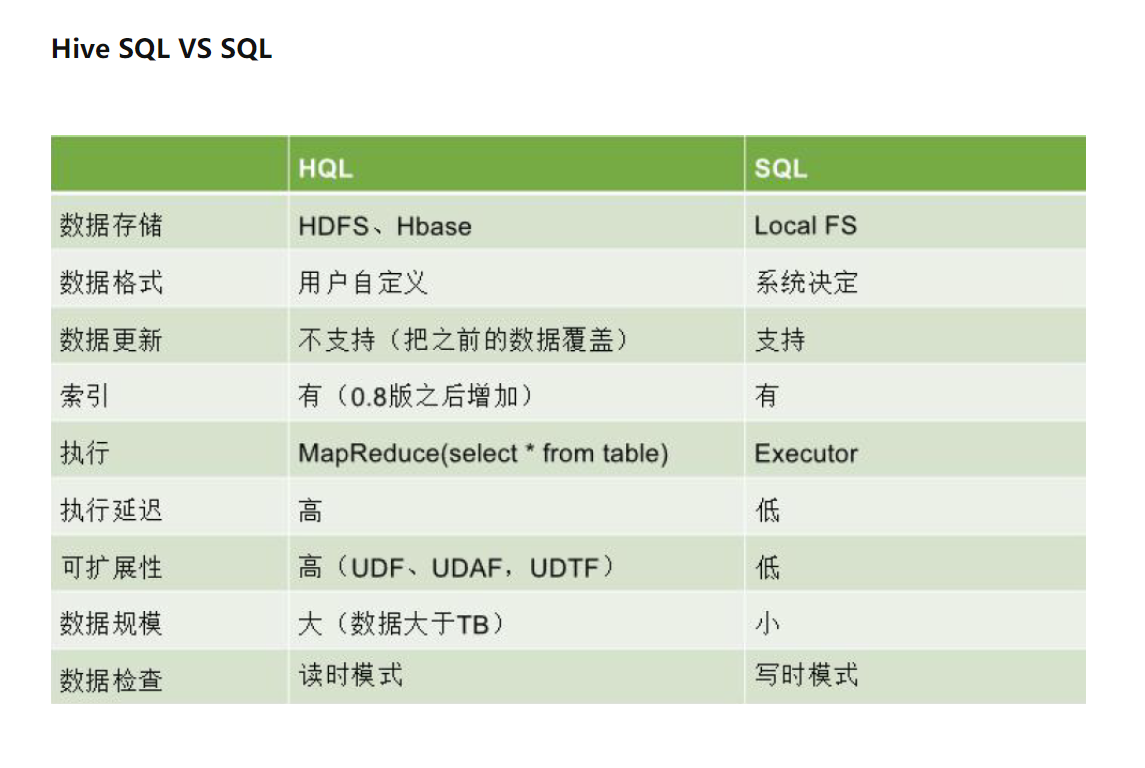 Hive SQL VS SQL
HQL SQL
数据存储 HDFS、Hbase Local FS
数据格式 用户自定义 系统决定
数据更新 不支持（把之前的数据覆盖） 支持
索引 有（0.8版之后增加） 有
执行 MapReduce(select * from table) Executor
执行延迟 高 低
可扩展性 高（UDF、UDAF，UDTF） 低
数据规模 大（数据大于TB） 小
数据检查 读时模式 写时模式